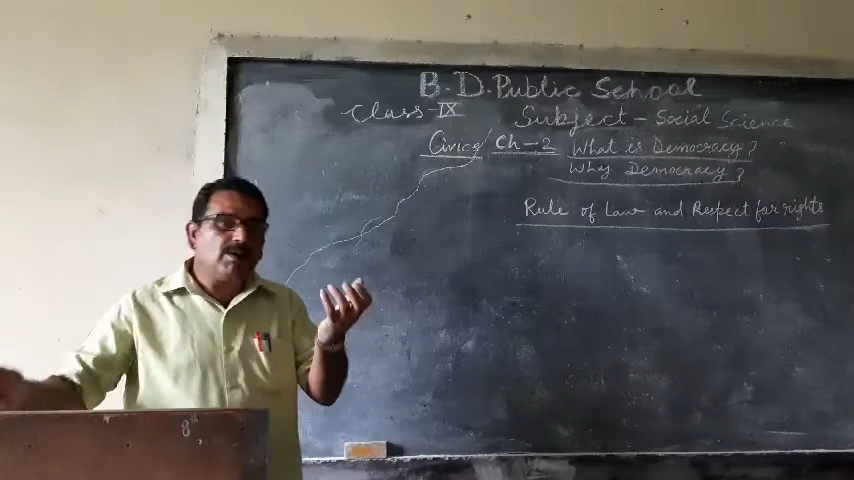 B.D. Public School
Class-IX Subject - Social Science
Civics Ch-2 What is Democracy?
Why Democracy?
Rule of Law and Respect for rights
8th